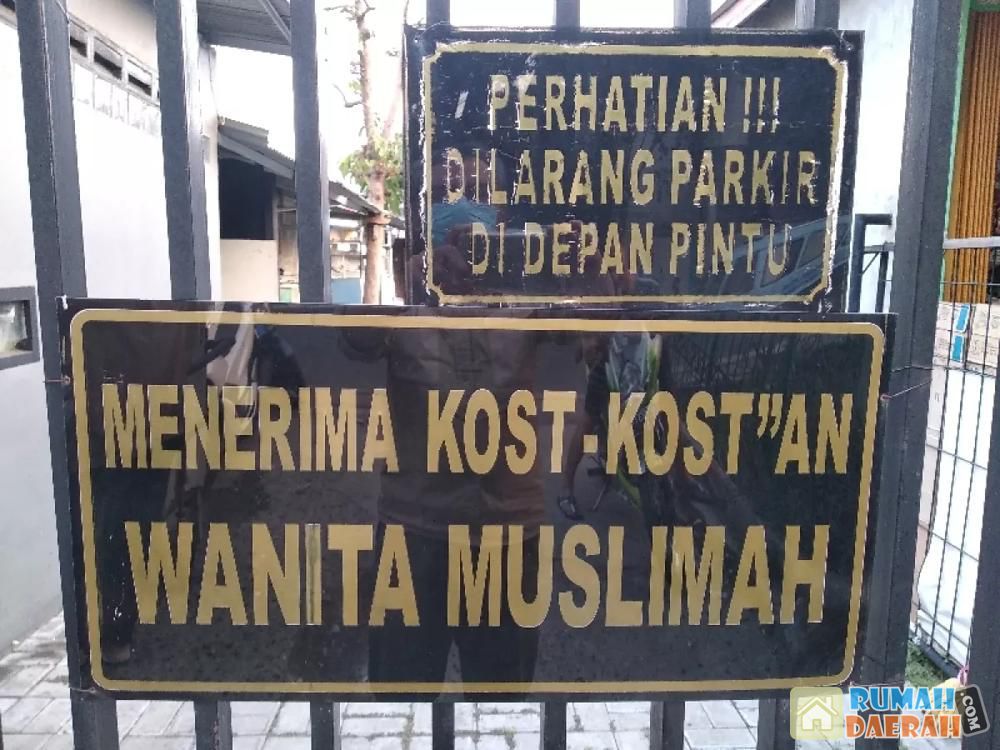 PERHATIAN !!!
DILARANG PARKIR
DI DEPAN PINTU
MENERIMA KOST-KOST”AN
WANITA MUSLIMAH
RUMAH
DAERAH.COM